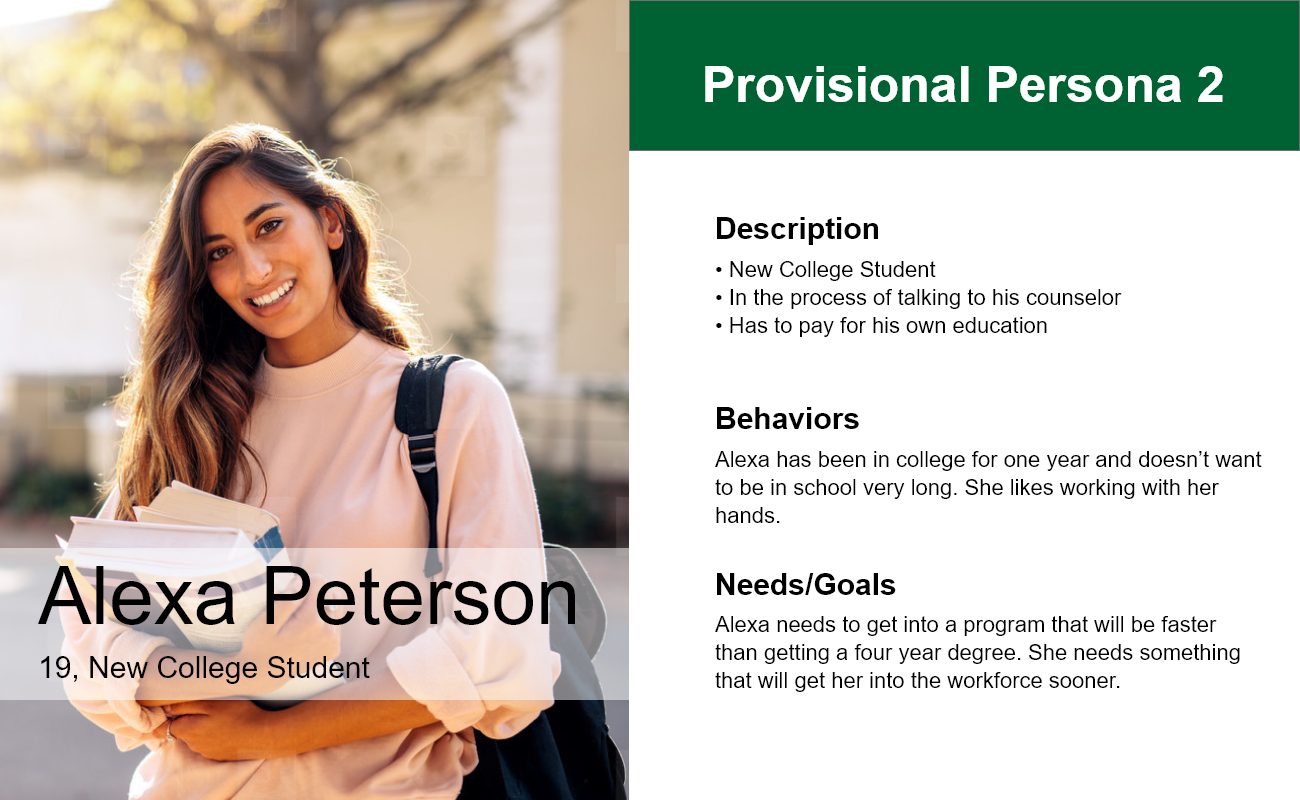 Provisional Persona 2
Description
• New College Student
• In the process of talking to his counselor
• Has to pay for his own education
Behaviors
Alexa has been in college for one year and doesn’t want
to be in school very long. She likes working with her
hands.
Needs/Goals
Alexa needs to get into a program that will be faster
than getting a four year degree. She needs something
that will get her into the workforce sooner.
Alexa Peterson
19, New College Student